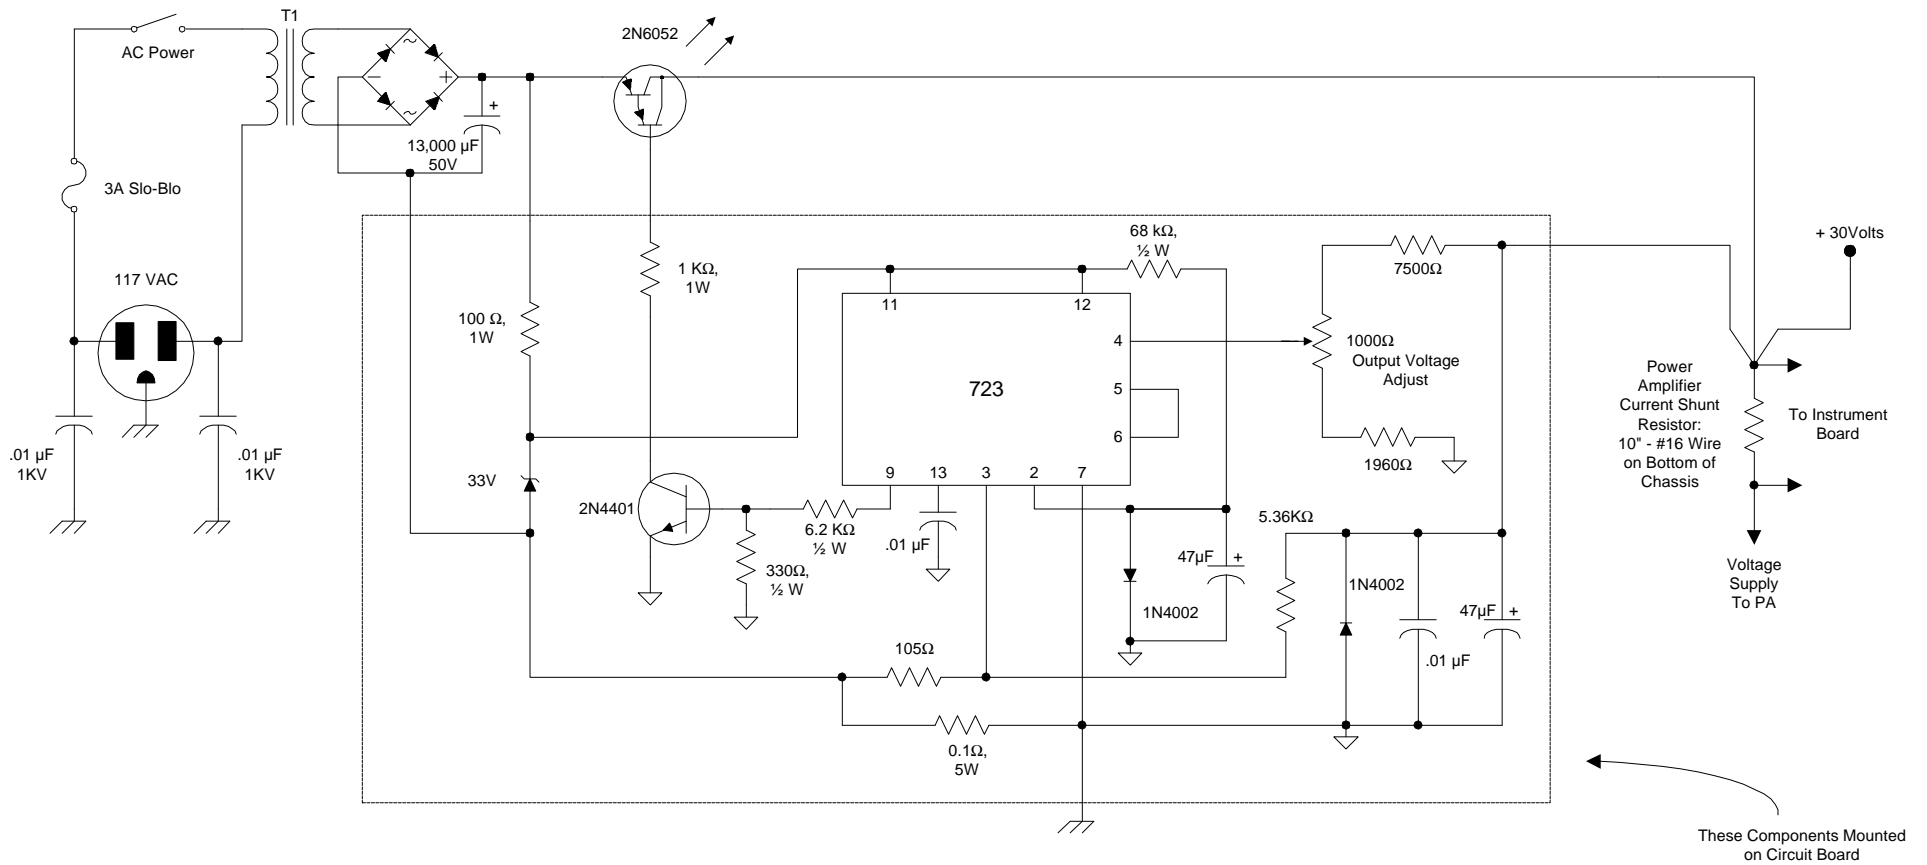 T1
AC Power
2N6052
13,000 µF
50V
+
−
+
3A Slo-Blo
117 VAC
.01 µF
1KV
.01 µF
1KV
100 Ω,
1W
1 KΩ,
1W
33V
2N4401
68 kΩ,
½ W
11
12
4
5
6
723
9
13
3
2
7
7500Ω
1000Ω
Output Voltage
Adjust
1960Ω
6.2 KΩ
½ W
330Ω,
½ W
.01 µF
1N4002
47µF
+
5.36KΩ
1N4002
.01 µF
47µF
+
105Ω
0.1Ω,
5W
+ 30Volts
Power
Amplifier
Current Shunt
Resistor:
10" - #16 Wire
on Bottom of
Chassis
To Instrument
Board
Voltage
Supply
To PA
These Components Mounted
on Circuit Board